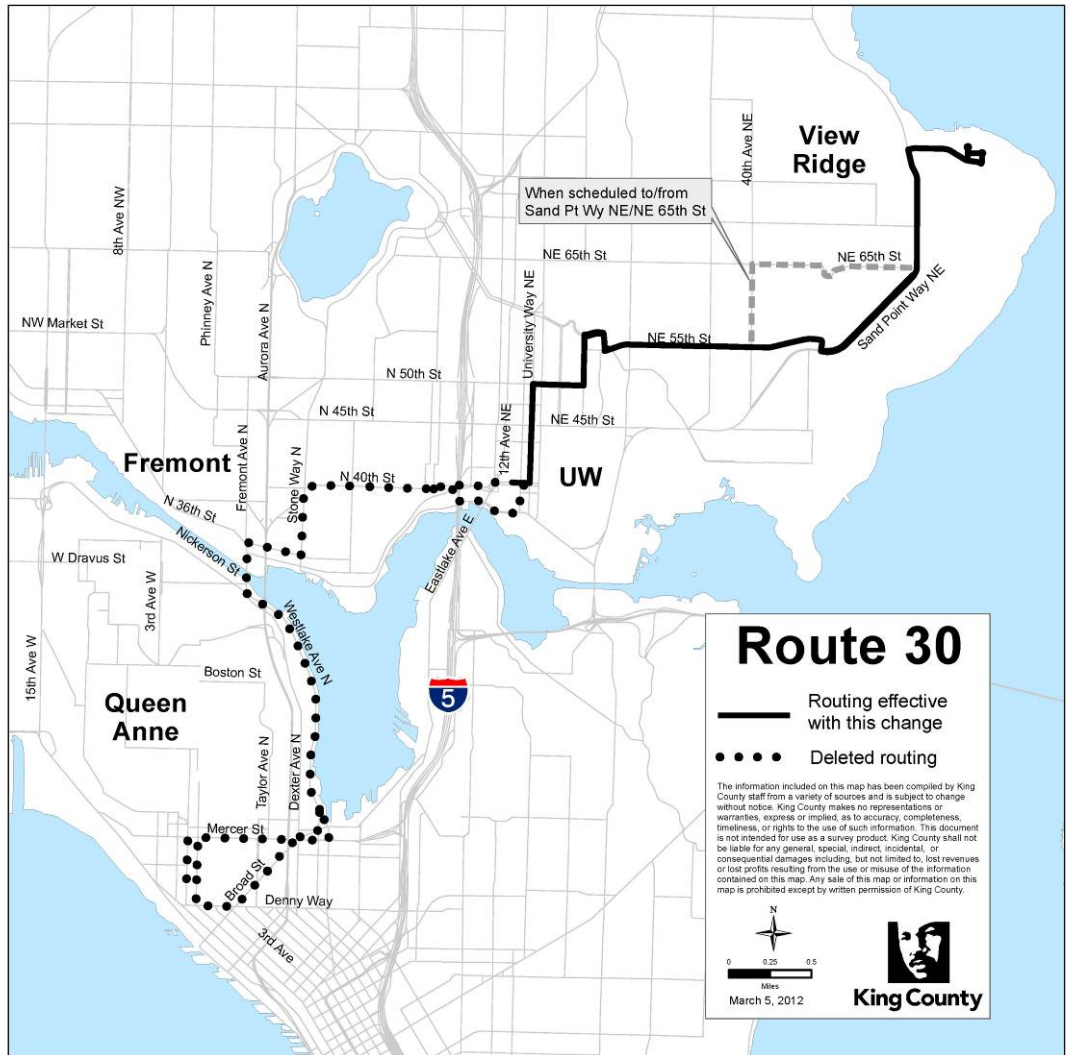 View
Ridge
40th Ave NE
When scheduled to/from
Sand Pt Wy NE/NE 65th St
8th Ave NW
NE 65th St
NE 65th St
Phinney Ave N
Aurora Ave N
University Way NE
Sand Point Way NE
NW Market St
NE 55th St
N 50th St
N 45th St
NE 45th St
12th Ave NE
Fremont
Fremont Ave N
Stone Way N
N 40th St
UW
N 36th St
Nickerson St
Eastlake Ave E
W Dravus St
3rd Ave W
Westlake Ave N
15th Ave W
Boston St
Queen
Anne
5
Taylor Ave N
Dexter Ave N
Mercer St
Broad St
Denny Way
3rd Ave
Route 30
Routing effective
with this change
Deleted routing
The information included on this map has been compiled by King
County staff from a variety of sources and is subject to change
without notice. King County makes no representations or
warranties, express or implied, as to accuracy, completeness,
timeliness, or rights to the use of such information. This document
is not intended for use as a survey product. King County shall not
be liable for any general, special, indirect, incidental, or
consequential damages including, but not limited to, lost revenues
or lost profits resulting from the use or misuse of the information
contained on this map. Any sale of this map or information on this
map is prohibited except by written permission of King County.
N
0 0.25 0.5
Miles
March 5, 2012
King County